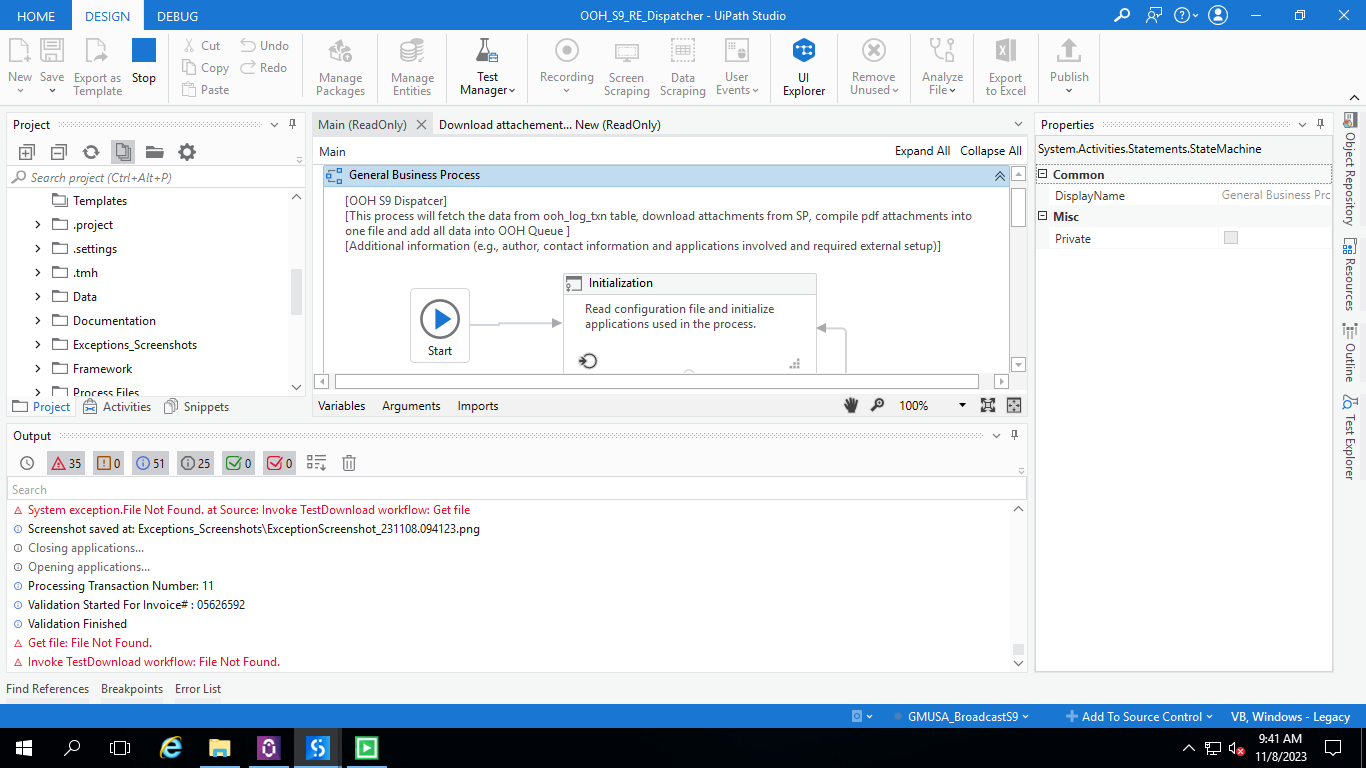 HOME DESIGN DEBUG
OOH_S9_RE_Dispatcher - UiPath Studio
New
Save
Export as
Template
Stop
Cut
Copy
Paste
Undo
Redo
Manage
Packages
Manage
Entities
Test
Manager
Recording
Screen
Scraping
Data
Scraping
User
Events
UI
Explorer
Remove
Unused
Analyze
File
Export
to Excel
Publish
Project
Search project (Ctrl+Alt+P)
Templates
.project
.settings
.tmh
Data
Documentation
Exceptions_Screenshots
Framework
Process Files
Project Activities Snippets
Main (ReadOnly)
Download attachement... New (ReadOnly)
Main
Expand All Collapse All
General Business Process
[OOH S9 Dispatcer]
[This process will fetch the data from ooh_log_txn table, download attachments from SP, compile pdf attachments into
one file and add all data into OOH Queue ]
[Additional information (e.g., author, contact information and applications involved and required external setup)]
Start
Initialization
Read configuration file and initialize
applications used in the process.
Variables Arguments Imports
100%
Properties
System.Activities.Statements.StateMachine
Common
DisplayName General Business Prc
Misc
Private
Object Repository
Resources
Outline
Test Explorer
Output
35 0 51 25 0 0
Search
System exception.File Not Found. at Source: Invoke TestDownload workflow: Get file
Screenshot saved at: Exceptions_Screenshots\ExceptionScreenshot_231108.094123.png
Closing applications...
Opening applications...
Processing Transaction Number: 11
Validation Started For Invoice# : 05626592
Validation Finished
Get file: File Not Found.
Invoke TestDownload workflow: File Not Found.
Find References Breakpoints Error List
GMUSA_BroadcastS9
Add To Source Control
VB, Windows - Legacy
9:41 AM
11/8/2023